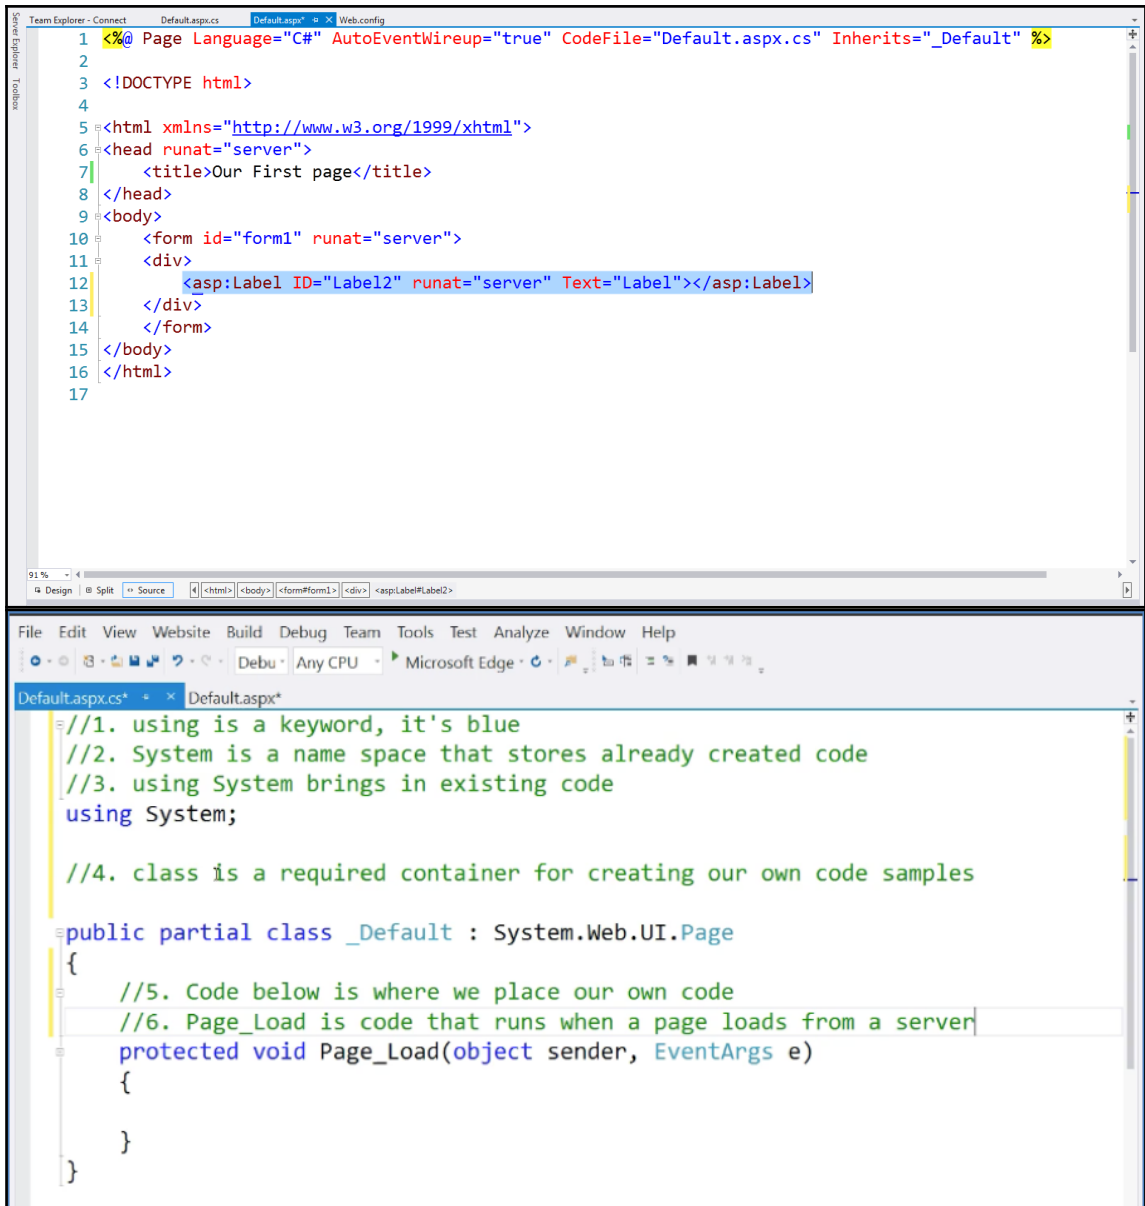 Server Explorer
Toolbox
Team Explorer - Connect Default.aspx.cs Default.aspx* Web.config
1 <%@ Page Language="C#" AutoEventWireup="true" CodeFile="Default.aspx.cs" Inherits="_Default" %>
2
3 <!DOCTYPE html>
4
5 <html xmlns="http://www.w3.org/1999/xhtml">
6 <head runat="server">
7 <title>Our First page</title>
8 </head>
9 <body>
10 <form id="form1" runat="server">
11 <div>
12 <asp:Label ID="Label2" runat="server" Text="Label"></asp:Label>
13 </div>
14 </form>
15 </body>
16 </html>
17
91 %
Design Split Source <html> <body> <form#form1> <div> <asp:Label#Label2>
File Edit View Website Build Debug Team Tools Test Analyze Window Help
Debu Any CPU Microsoft Edge
Default.aspx.cs* Default.aspx*
//1. using is a keyword, it's blue
//2. System is a name space that stores already created code
//3. using System brings in existing code
using System;
//4. class is a required container for creating our own code samples
public partial class _Default : System.Web.UI.Page
{
//5. Code below is where we place our own code
//6. Page_Load is code that runs when a page loads from a server
protected void Page_Load(object sender, EventArgs e)
{
}
}